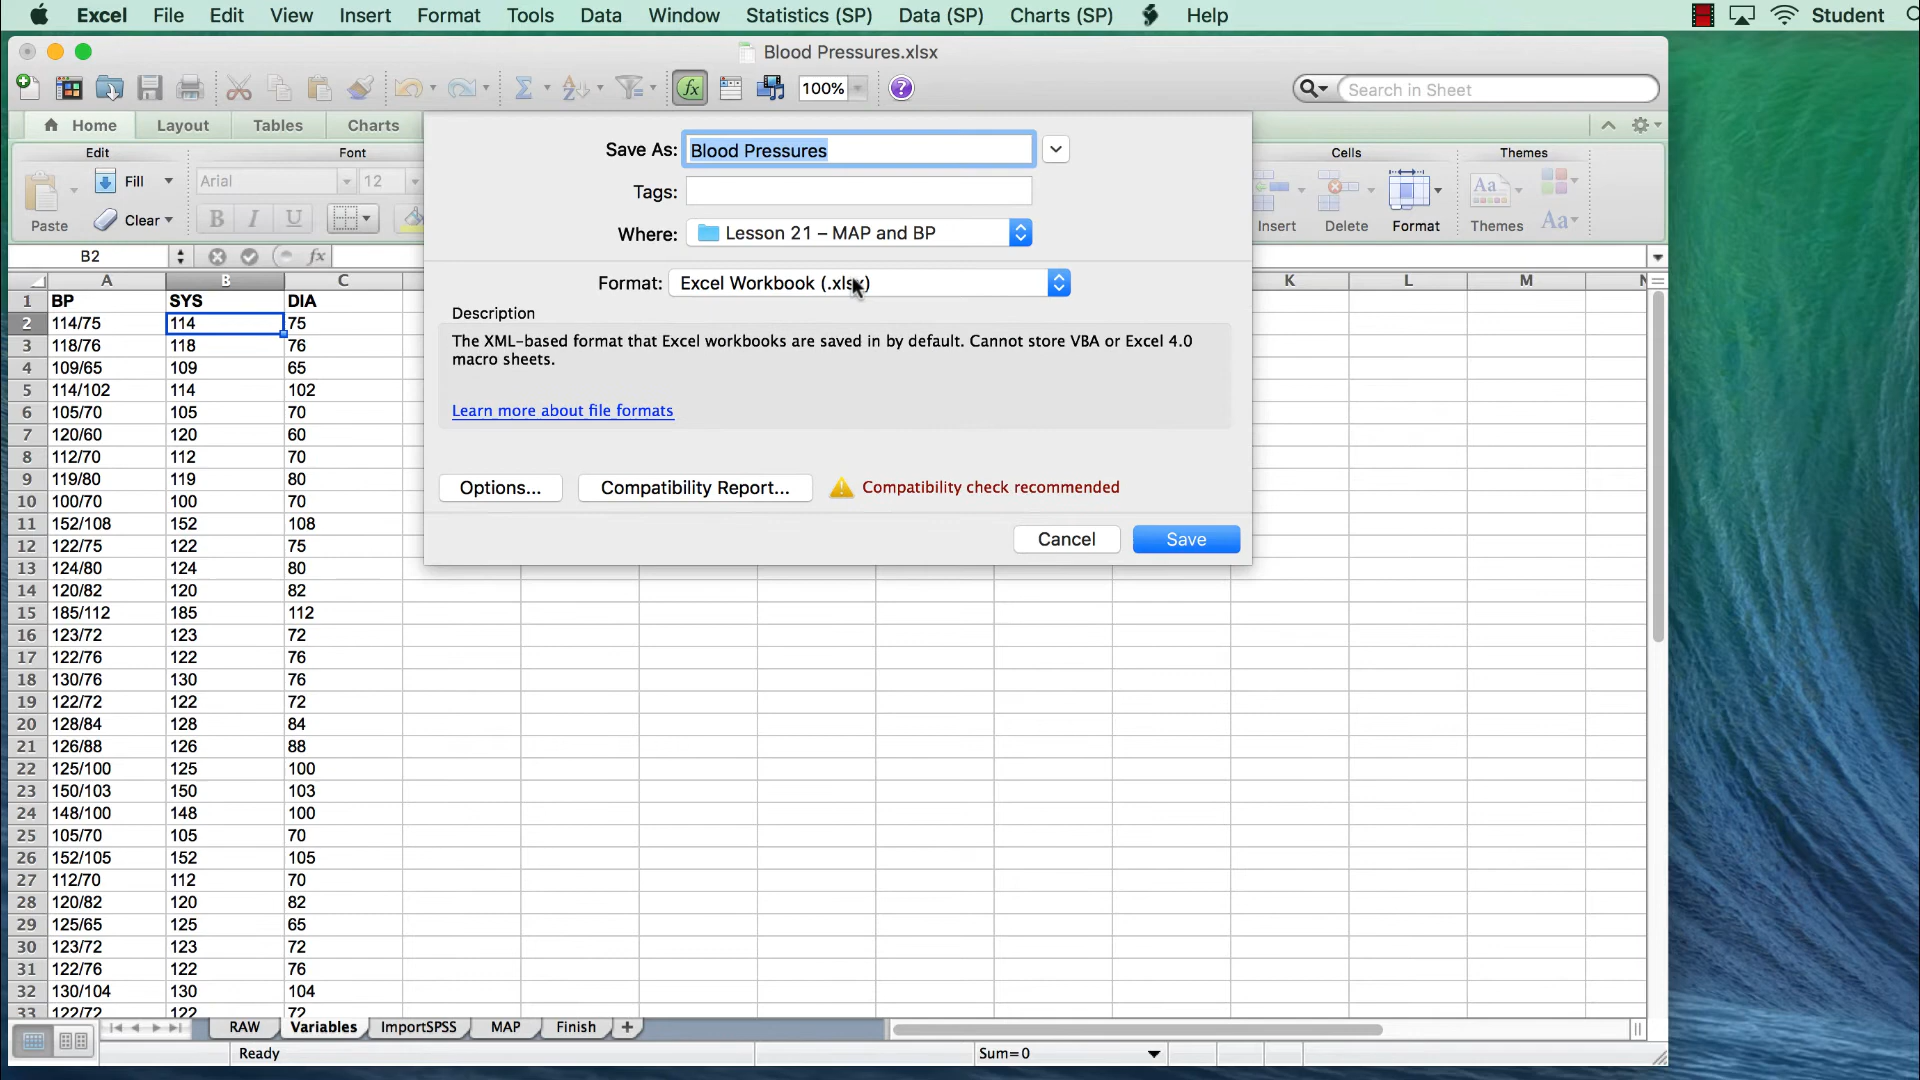 Excel File Edit View Insert Format Tools Data Window Statistics (SP) Data (SP) Charts (SP) Help Student
Blood Pressures.xlsx
100% Search in Sheet
Home Layout Tables Charts
Edit Font Cells Themes
Fill Arial 12
Paste Clear B I U Insert Delete Format Themes Aa
Save As: Blood Pressures
Tags:
Where: Lesson 21 – MAP and BP
Format: Excel Workbook (.xlsx)
Description
The XML-based format that Excel workbooks are saved in by default. Cannot store VBA or Excel 4.0
macro sheets.
Learn more about file formats
Options... Compatibility Report... Compatibility check recommended
Cancel Save
B2 fx
A B C K L M N
1 BP SYS DIA
2 114/75 114 75
3 118/76 118 76
4 109/65 109 65
5 114/102 114 102
6 105/70 105 70
7 120/60 120 60
8 112/70 112 70
9 119/80 119 80
10 100/70 100 70
11 152/108 152 108
12 122/75 122 75
13 124/80 124 80
14 120/82 120 82
15 185/112 185 112
16 123/72 123 72
17 122/76 122 76
18 130/76 130 76
19 122/72 122 72
20 128/84 128 84
21 126/88 126 88
22 125/100 125 100
23 150/103 150 103
24 148/100 148 100
25 105/70 105 70
26 152/105 152 105
27 112/70 112 70
28 120/82 120 82
29 125/65 125 65
30 123/72 123 72
31 122/76 122 76
32 130/104 130 104
33 122/72 122 72
RAW Variables ImportSPSS MAP Finish +
Ready Sum=0